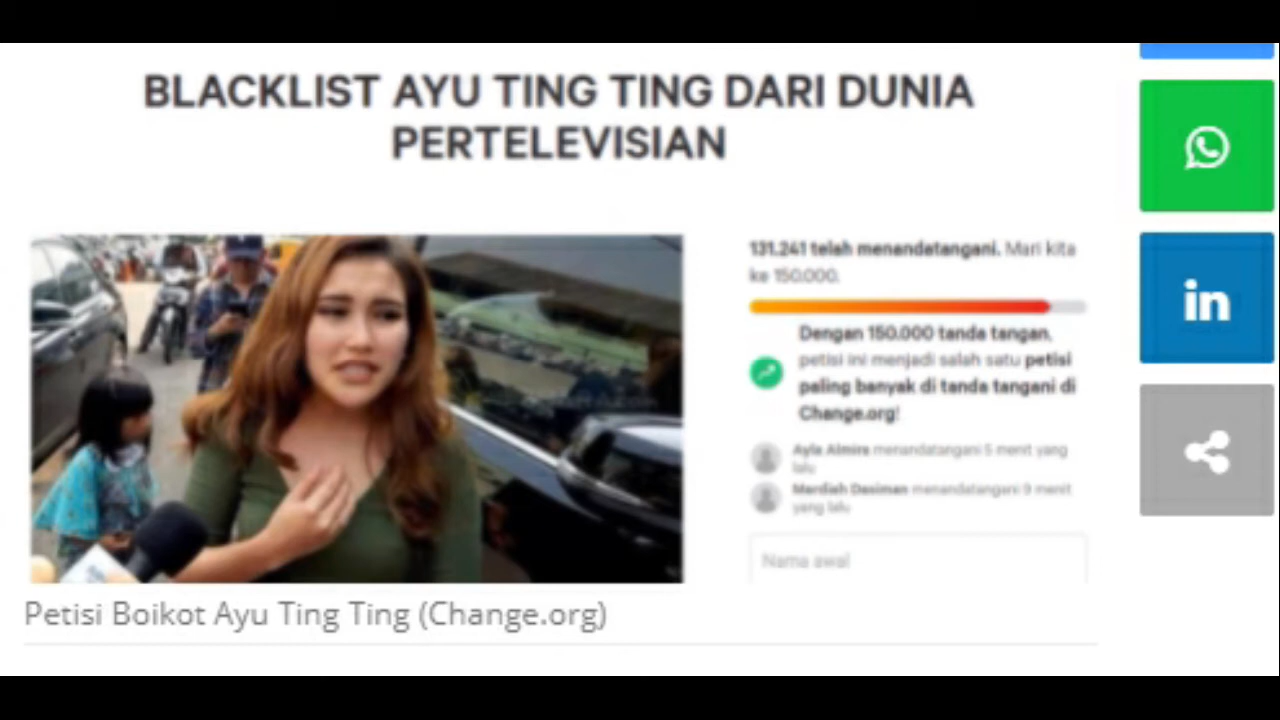 BLACKLIST AYU TING TING DARI DUNIA
PERTELEVISIAN
131.241 telah menandatangani. Mari kita
ke 150.000.
Dengan 150.000 tanda tangan,
petisi ini menjadi salah satu petisi
paling banyak di tanda tangani di
Change.org!
Ayla Almira menandatangani 5 menit yang
lalu
Mardiah Dasiman menandatangani 9 menit
yang lalu
Nama awal
Petisi Boikot Ayu Ting Ting (Change.org)
in